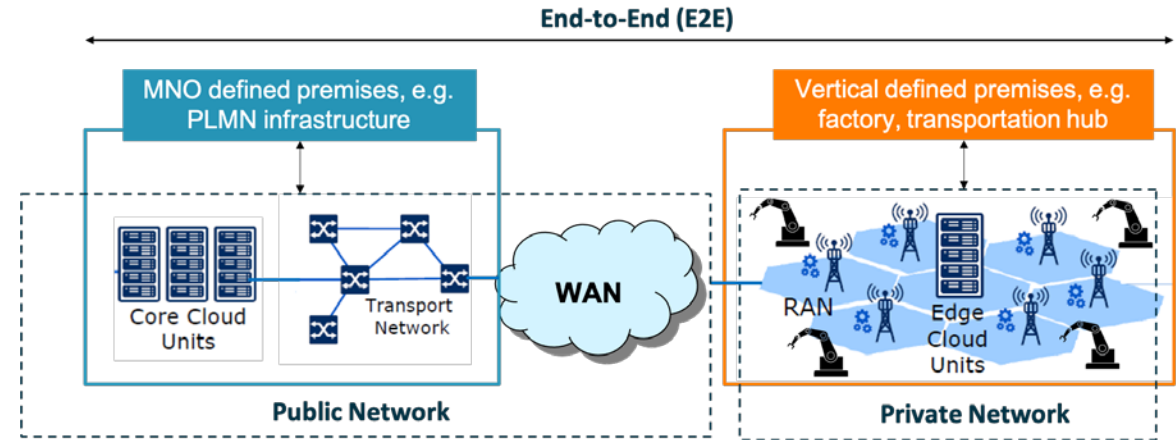 End-to-End (E2E)
MNO defined premises, e.g.
PLMN infrastructure
Vertical defined premises, e.g.
factory, transportation hub
Core Cloud
Units
Transport
Network
WAN
RAN
Edge
Cloud
Units
Public Network
Private Network